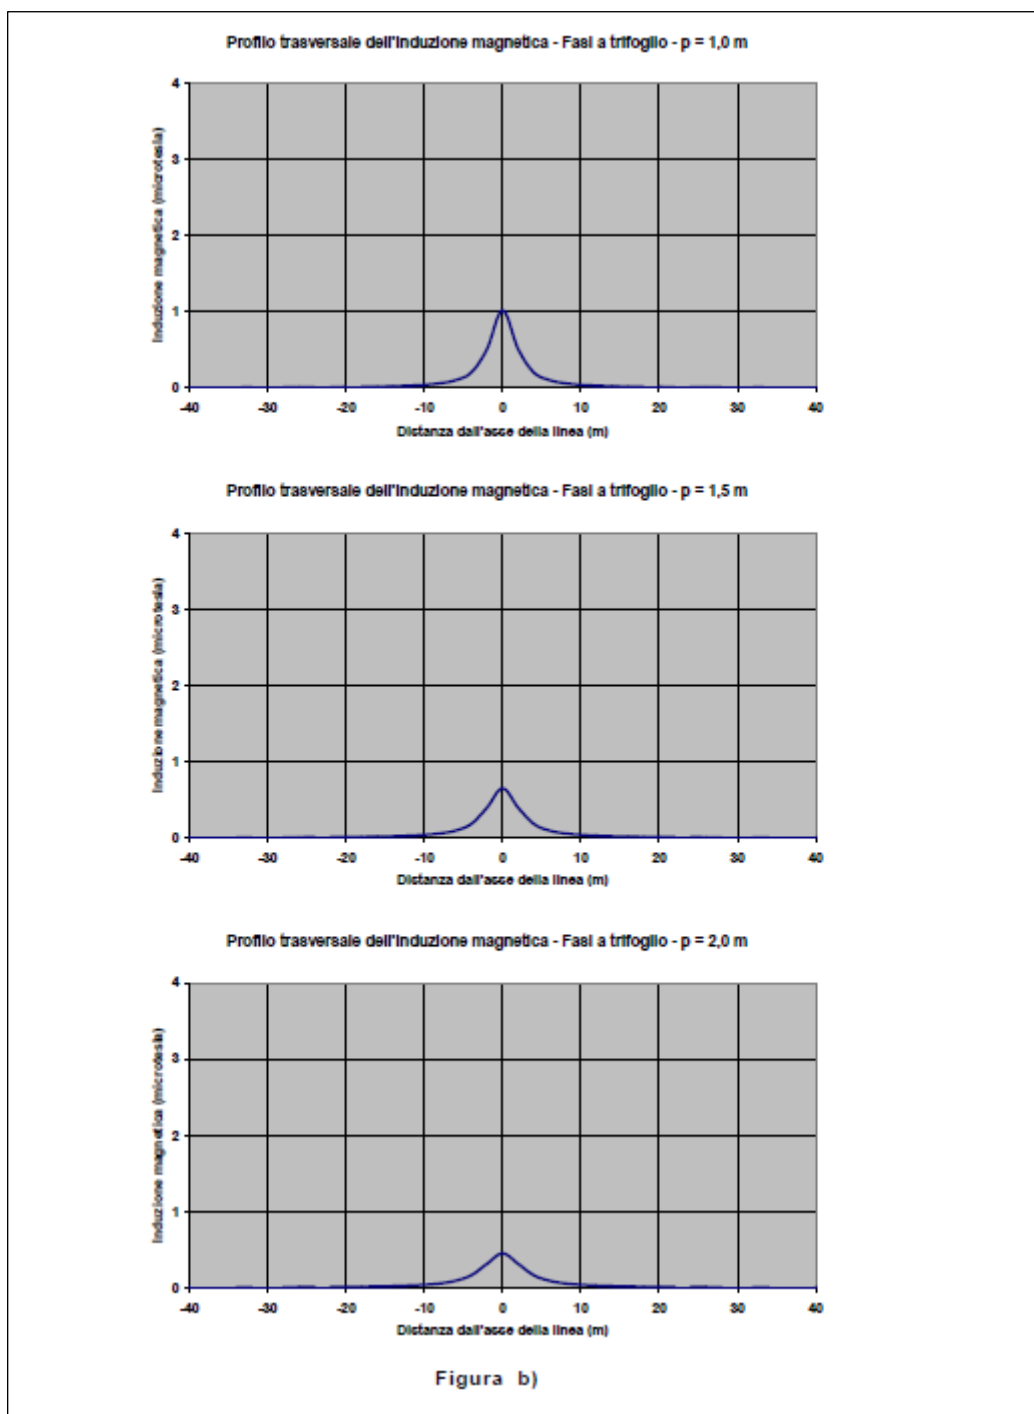 Profilo trasversale dell'Induzione magnetica - Fasi a trifoglio - p = 1,0 m
Induzione magnetica (microtesla)
4
3
2
1
0
-40 -30 -20 -10 0 10 20 30 40
Distanza dall'asse della linea (m)
Profilo trasversale dell'Induzione magnetica - Fasi a trifoglio - p = 1,5 m
Induzione magnetica (microtesla)
4
3
2
1
0
-40 -30 -20 -10 0 10 20 30 40
Distanza dall'asse della linea (m)
Profilo trasversale dell'Induzione magnetica - Fasi a trifoglio - p = 2,0 m
Induzione magnetica (microtesla)
4
3
2
1
0
-40 -30 -20 -10 0 10 20 30 40
Distanza dall'asse della linea (m)
Figura b)